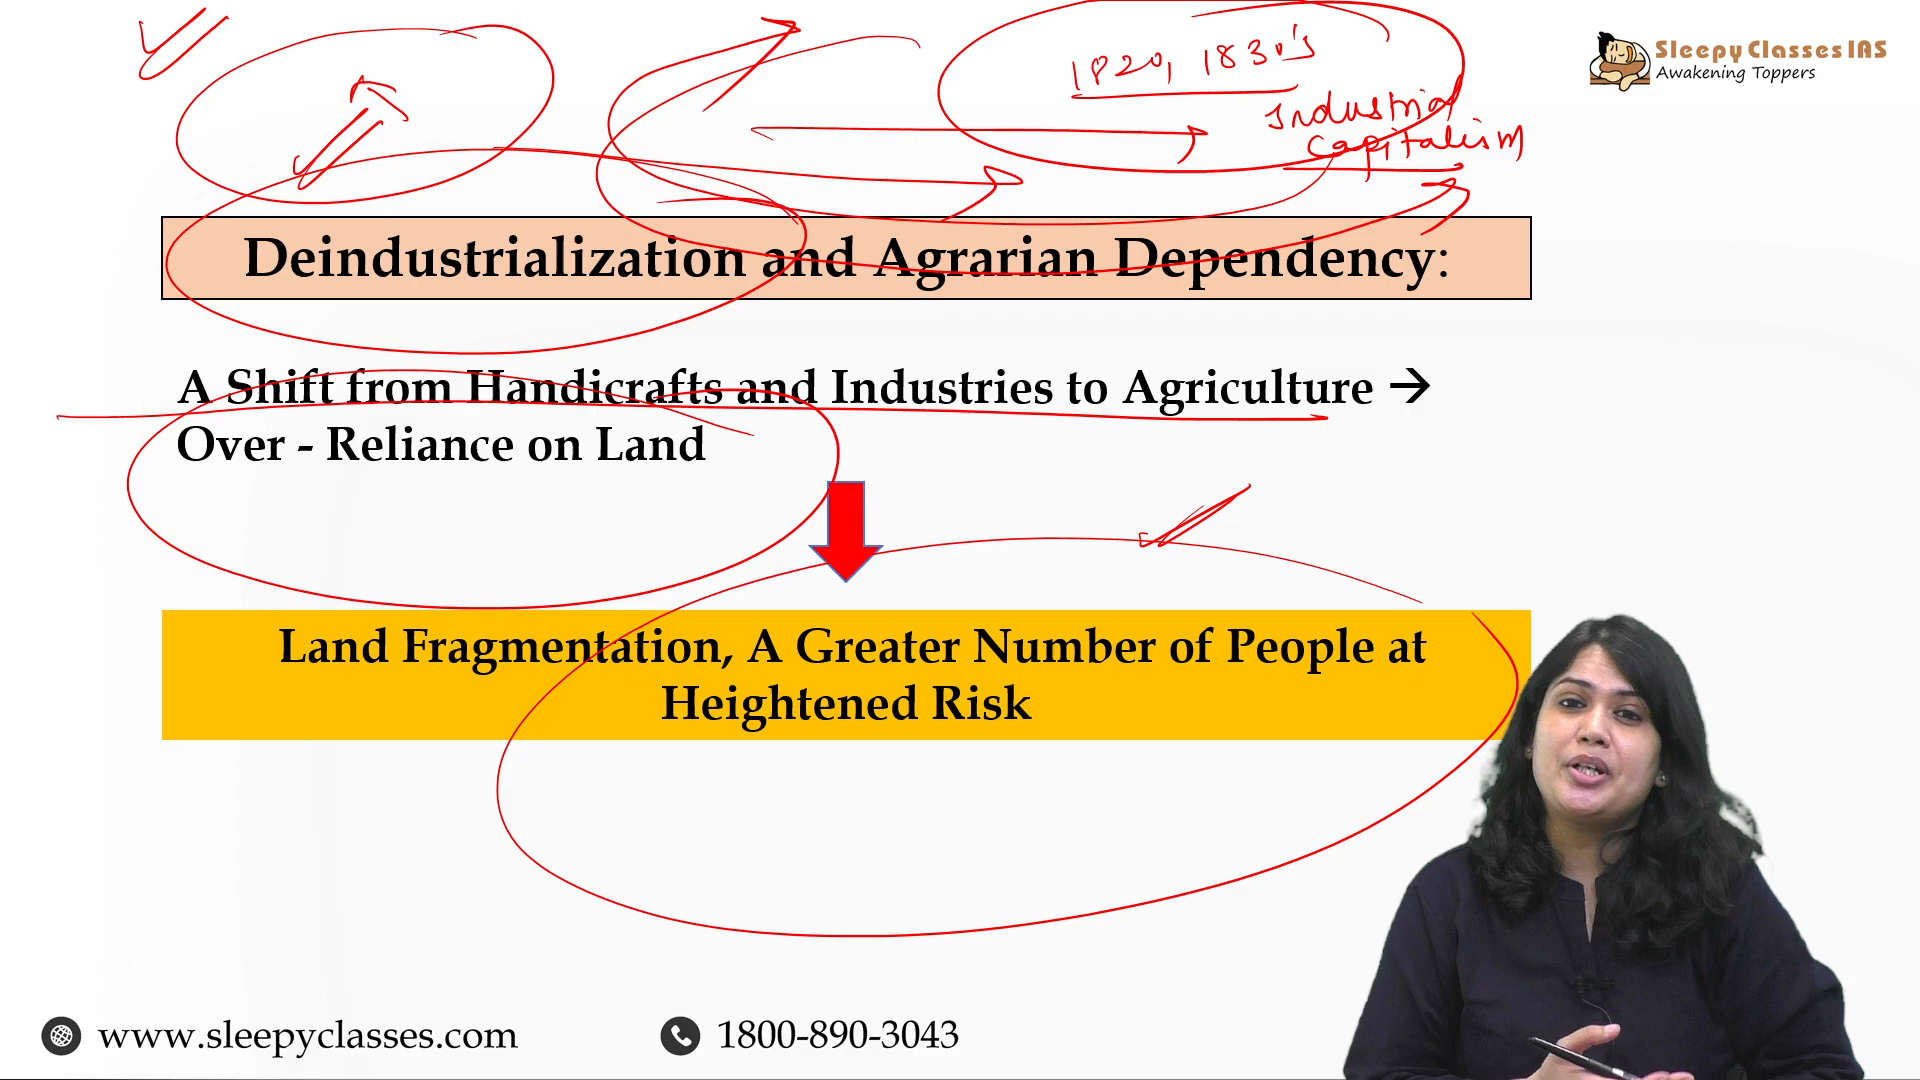 1820, 1830's
Industrial
Capitalism
Sleepy Classes IAS
Awakening Toppers
Deindustrialization and Agrarian Dependency:
A Shift from Handicrafts and Industries to Agriculture →
Over - Reliance on Land
Land Fragmentation, A Greater Number of People at
Heightened Risk
www.sleepyclasses.com
1800-890-3043